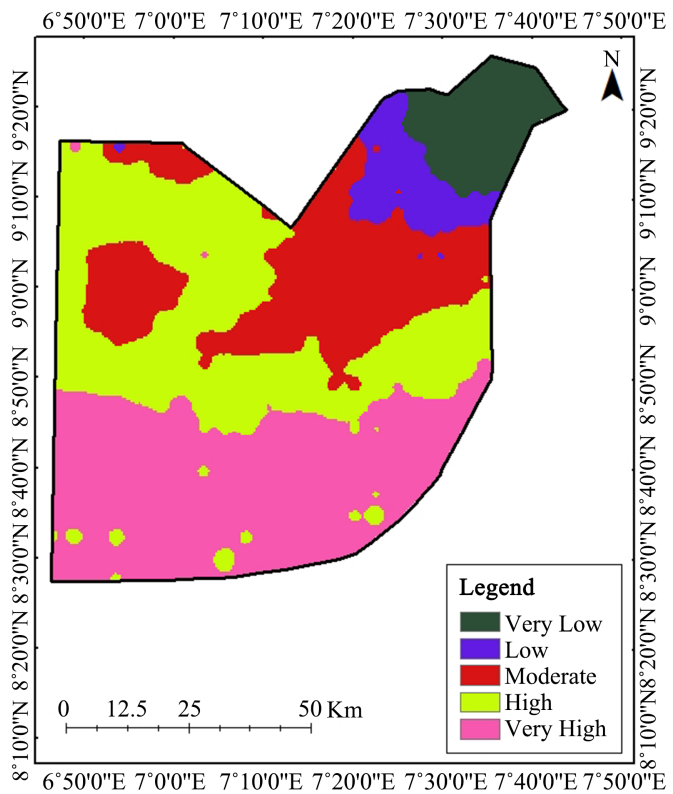 6°50'0"E 7°0'0"E 7°10'0"E 7°20'0"E 7°30'0"E 7°40'0"E 7°50'0"E
N
9°20'0"N
9°10'0"N
9°0'0"N
8°50'0"N
8°40'0"N
8°30'0"N
8°20'0"N
8°10'0"N
9°20'0"N
9°10'0"N
9°0'0"N
8°50'0"N
8°40'0"N
8°30'0"N
8°20'0"N
8°10'0"N
Legend
Very Low
Low
Moderate
High
Very High
0 12.5 25 50 Km
6°50'0"E 7°0'0"E 7°10'0"E 7°20'0"E 7°30'0"E 7°40'0"E 7°50'0"E